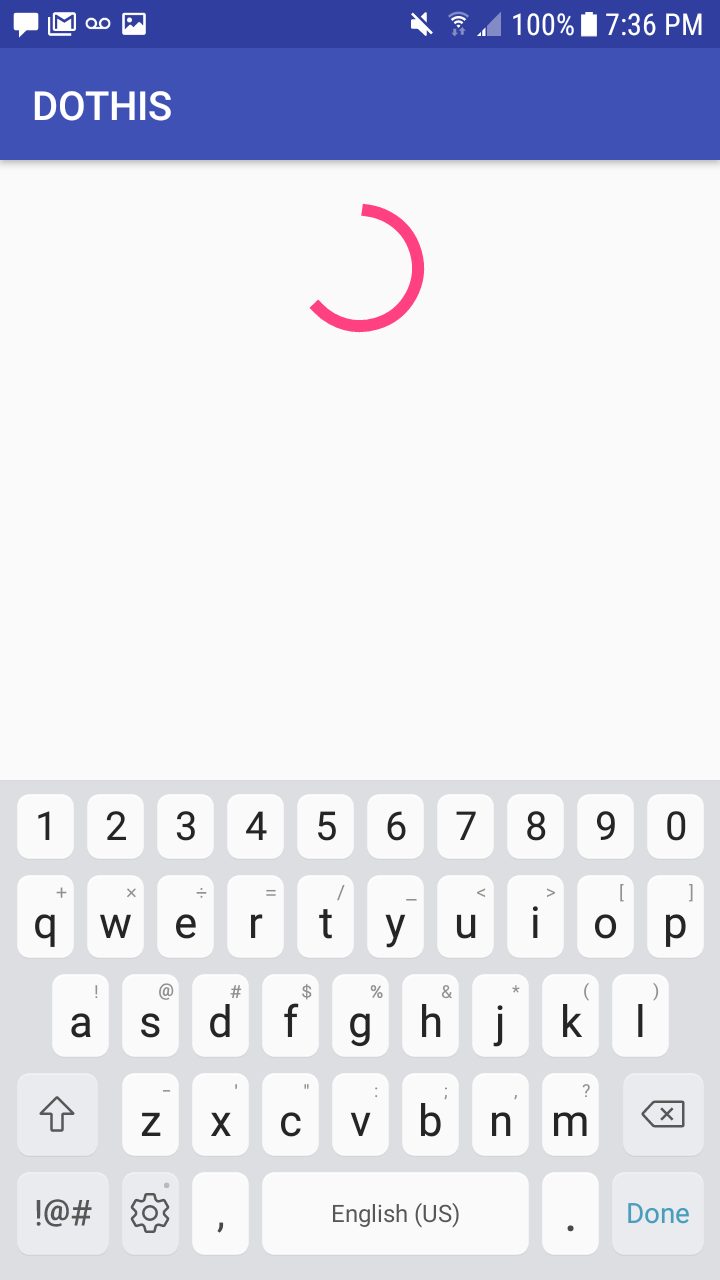 100% 7:36 PM
DOTHIS
1 2 3 4 5 6 7 8 9 0
+ × ÷ = / _ < > [ ]
q w e r t y u i o p
! @ # $ % & * ( )
a s d f g h j k l
- ' " : ; , ?
z x c v b n m
!@# , English (US) . Done